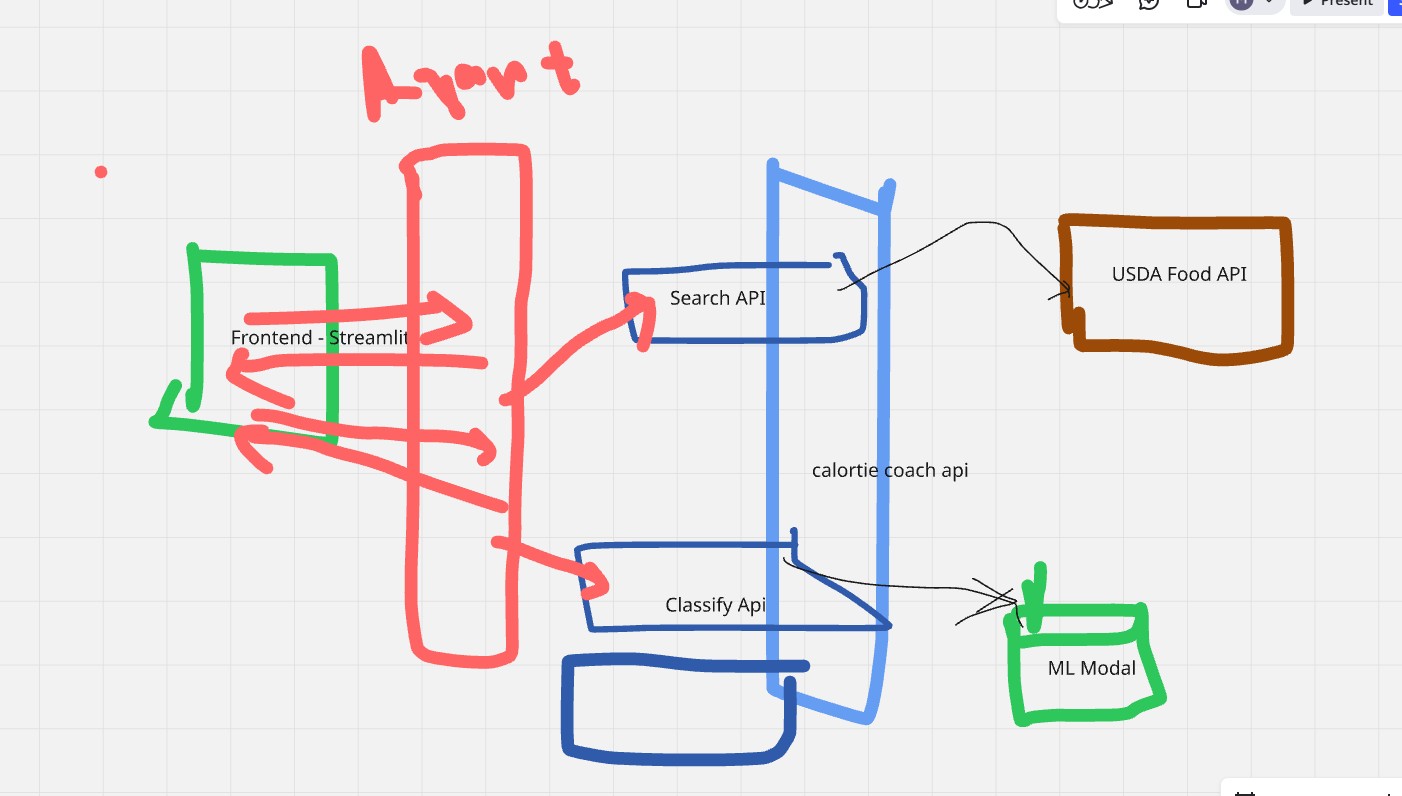 Present
Agent
USDA Food API
Search API
Frontend - Streamlit
calortie coach api
Classify Api
ML Modal